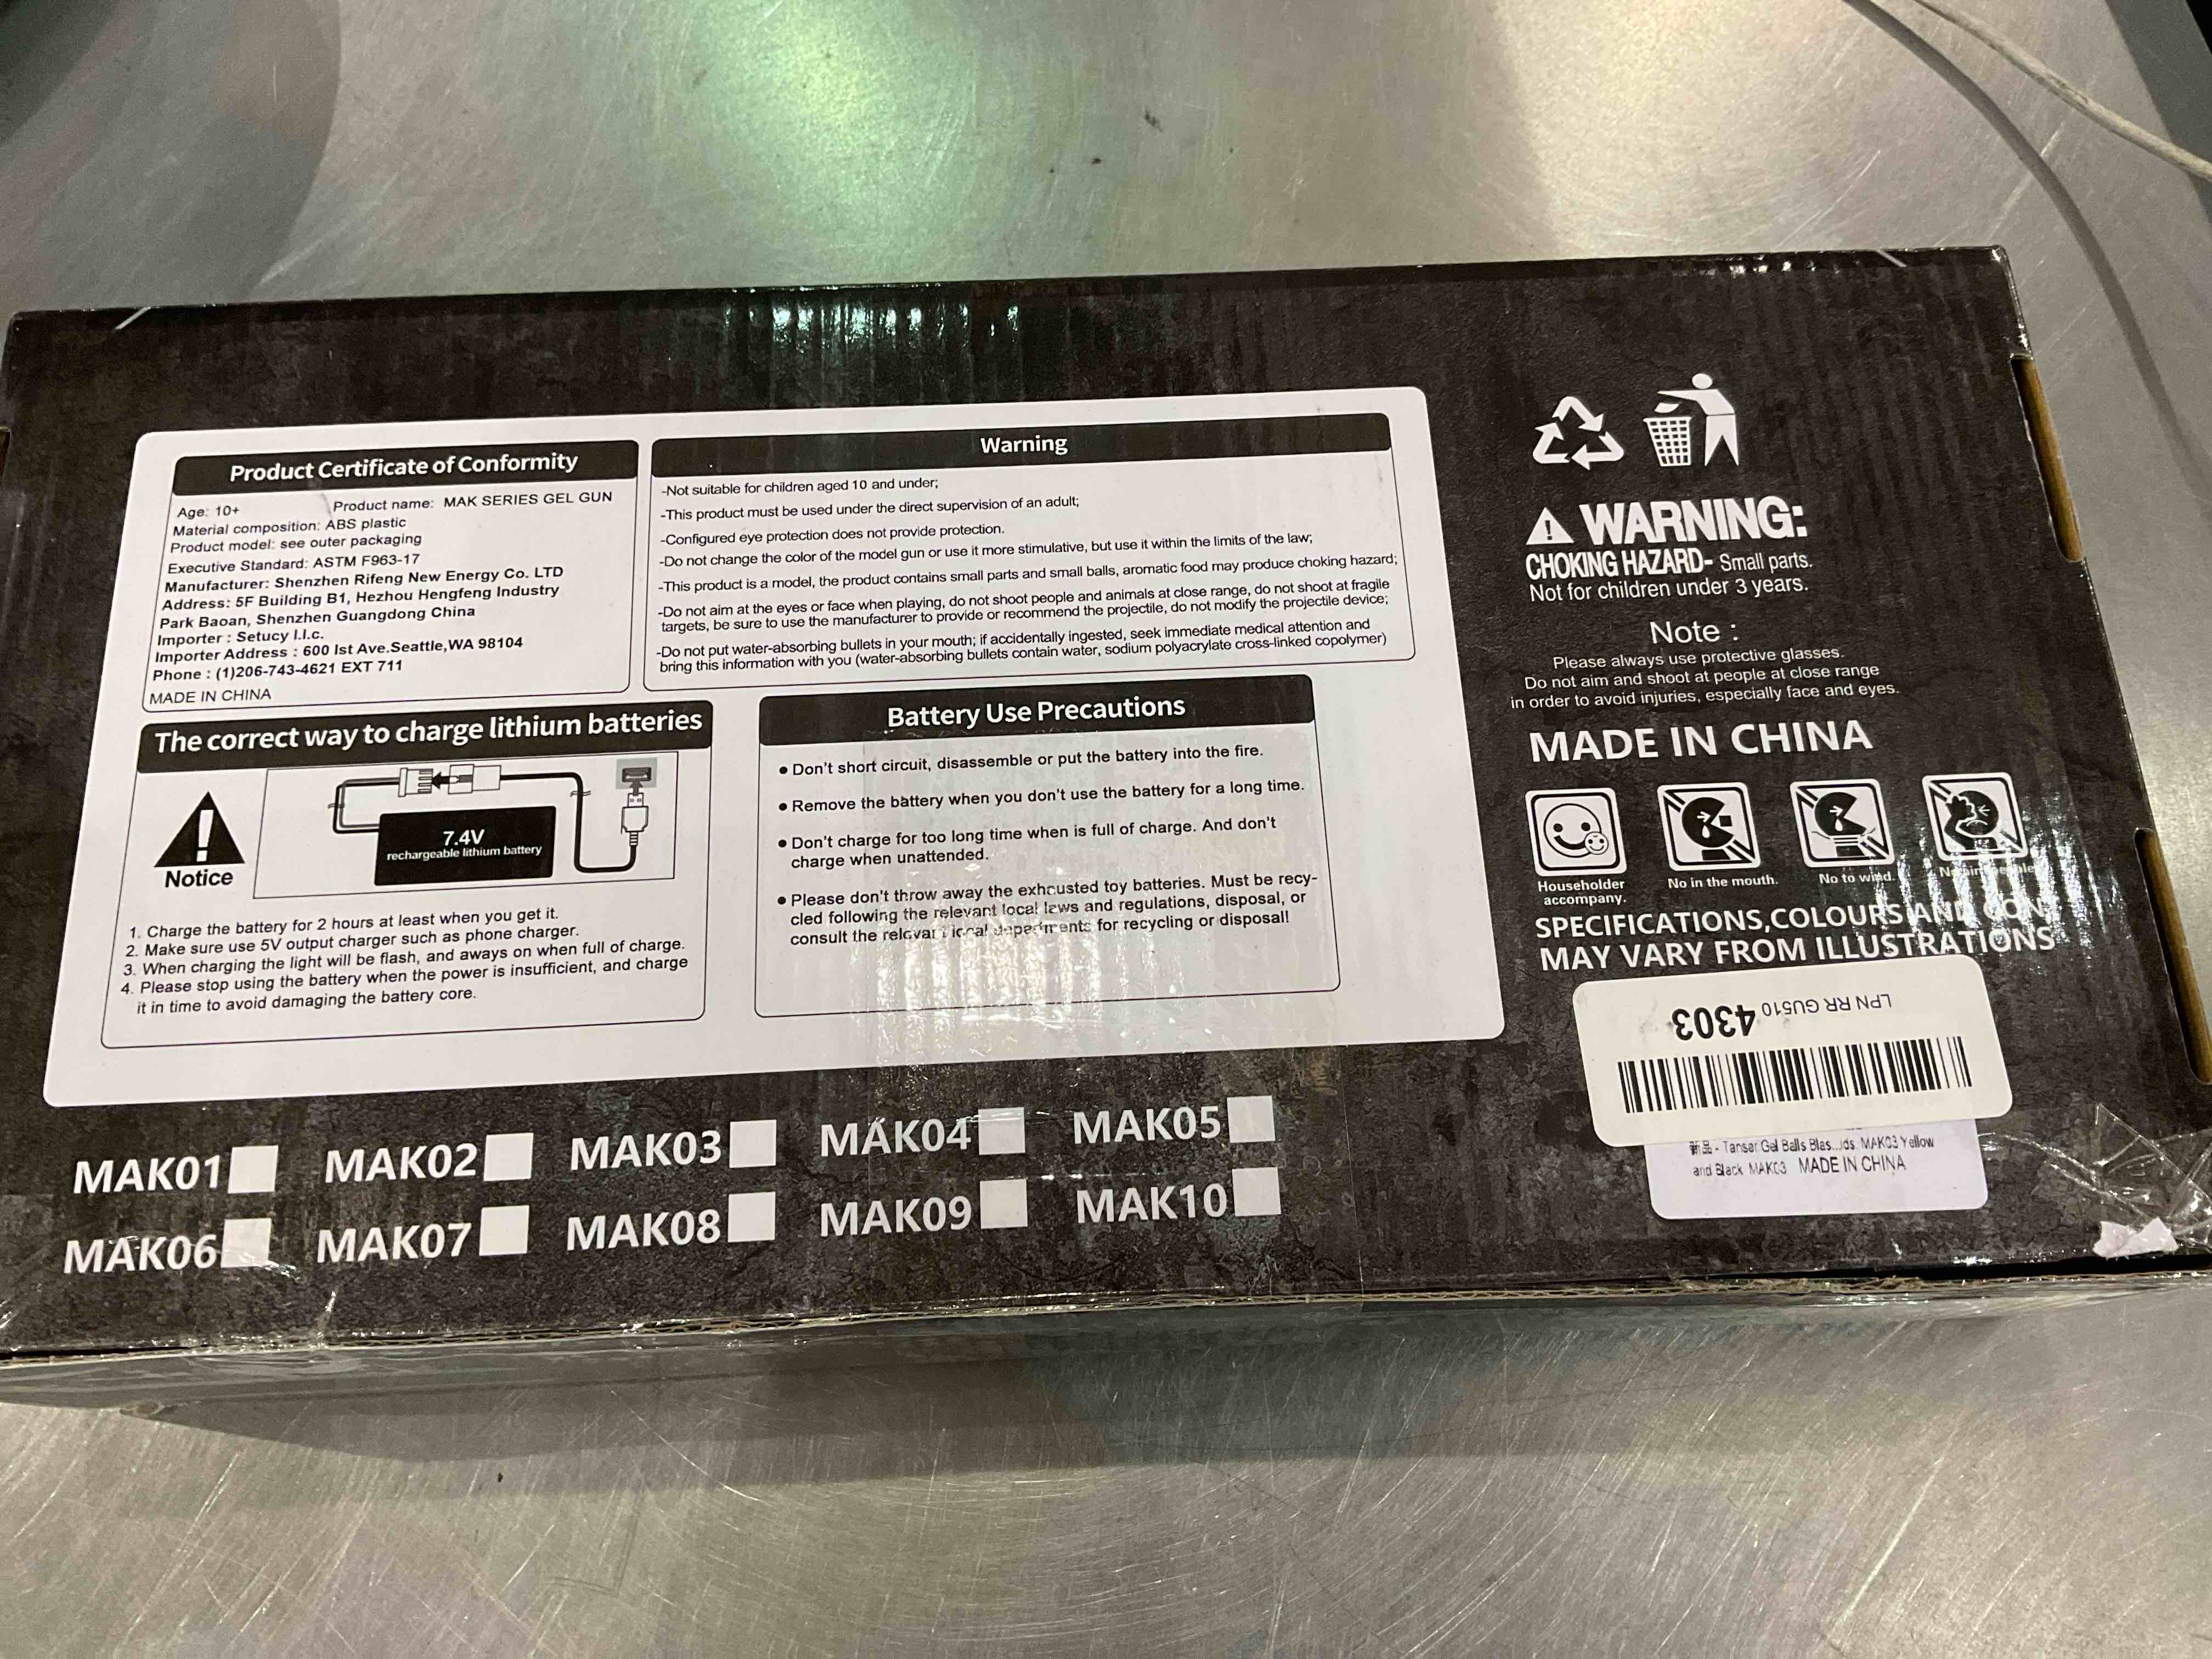 Product Certificate of Conformity
Age: 10+ Product name: MAK SERIES GEL GUN
Material composition: ABS plastic
Product model: see outer packaging
Executive Standard: ASTM F963-17
Manufacturer: Shenzhen Rifeng New Energy Co. LTD
Address: 5F Building B1, Hezhou Hengfeng Industry
Park Baoan, Shenzhen Guangdong China
Importer : Setucy l.l.c.
Importer Address : 600 Ist Ave.Seattle,WA 98104
Phone : (1)206-743-4621 EXT 711
MADE IN CHINA
Warning
-Not suitable for children aged 10 and under;
-This product must be used under the direct supervision of an adult;
-Configured eye protection does not provide protection.
-Do not change the color of the model gun or use it more stimulative, but use it within the limits of the law;
-This product is a model, the product contains small parts and small balls, aromatic food may produce choking hazard;
-Do not aim at the eyes or face when playing, do not shoot people and animals at close range, do not shoot at fragile
targets, be sure to use the manufacturer to provide or recommend the projectile, do not modify the projectile device;
-Do not put water-absorbing bullets in your mouth; if accidentally ingested, seek immediate medical attention and
bring this information with you (water-absorbing bullets contain water, sodium polyacrylate cross-linked copolymer)
The correct way to charge lithium batteries
Notice
7.4V
rechargeable lithium battery
1. Charge the battery for 2 hours at least when you get it.
2. Make sure use 5V output charger such as phone charger.
3. When charging the light will be flash, and aways on when full of charge.
4. Please stop using the battery when the power is insufficient, and charge
it in time to avoid damaging the battery core.
Battery Use Precautions
• Don't short circuit, disassemble or put the battery into the fire.
• Remove the battery when you don't use the battery for a long time.
• Don't charge for too long time when is full of charge. And don't
charge when unattended.
• Please don't throw away the exhausted toy batteries. Must be recy-
cled following the relevant local laws and regulations, disposal, or
consult the relevant local departments for recycling or disposal!
WARNING:
CHOKING HAZARD- Small parts.
Not for children under 3 years.
Note :
Please always use protective glasses.
Do not aim and shoot at people at close range
in order to avoid injuries, especially face and eyes.
MADE IN CHINA
Householder
accompany.
No in the mouth.
No to wind.
SPECIFICATIONS,COLOURS AND CON
MAY VARY FROM ILLUSTRATIONS
LPN RR GU510 4303
新品 - Tansar Gel Balls Blas...ds MAK03 Yellow
and Black MAK03 MADE IN CHINA
MAK01 MAK02 MAK03 MAK04 MAK05
MAK06 MAK07 MAK08 MAK09 MAK10